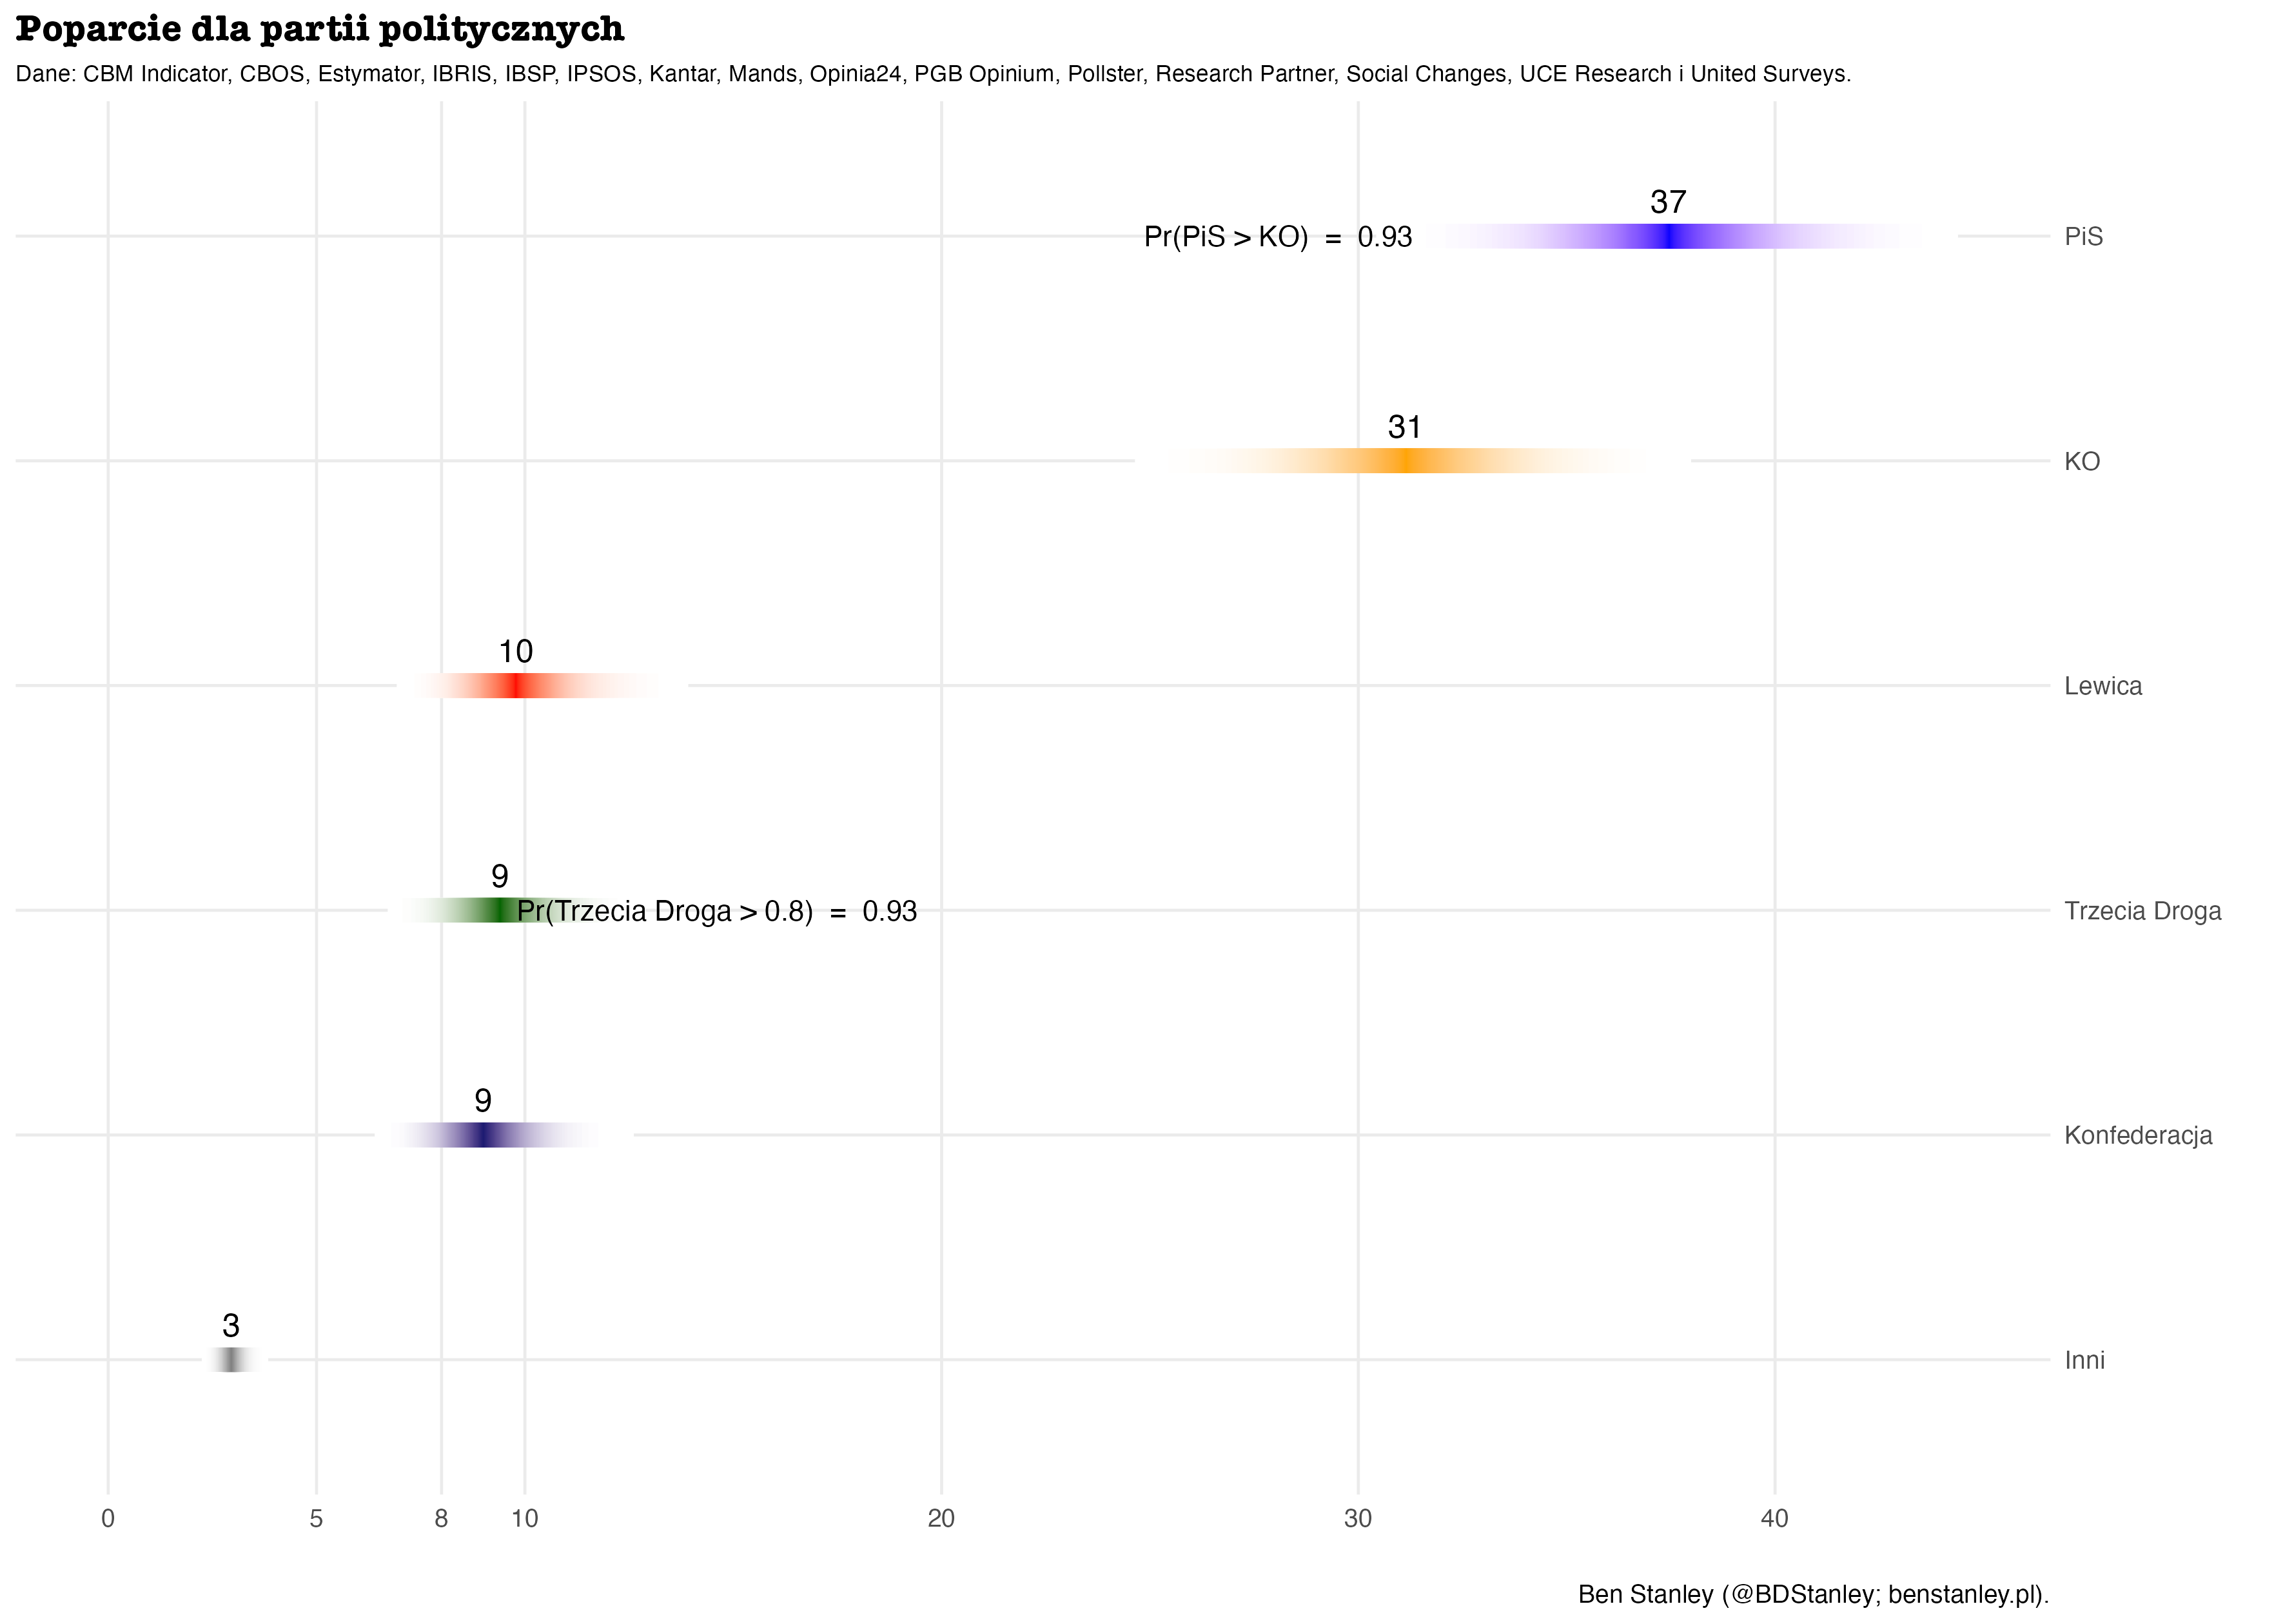 Poparcie dla partii politycznych
Dane: CBM Indicator, CBOS, Estymator, IBRIS, IBSP, IPSOS, Kantar, Mands, Opinia24, PGB Opinium, Pollster, Research Partner, Social Changes, UCE Research i United Surveys.
37
Pr(PiS > KO) = 0.93
PiS
31
KO
10
Lewica
9
Pr(Trzecia Droga > 0.8) = 0.93
Trzecia Droga
9
Konfederacja
3
Inni
0 5 8 10 20 30 40
Ben Stanley (@BDStanley; benstanley.pl).